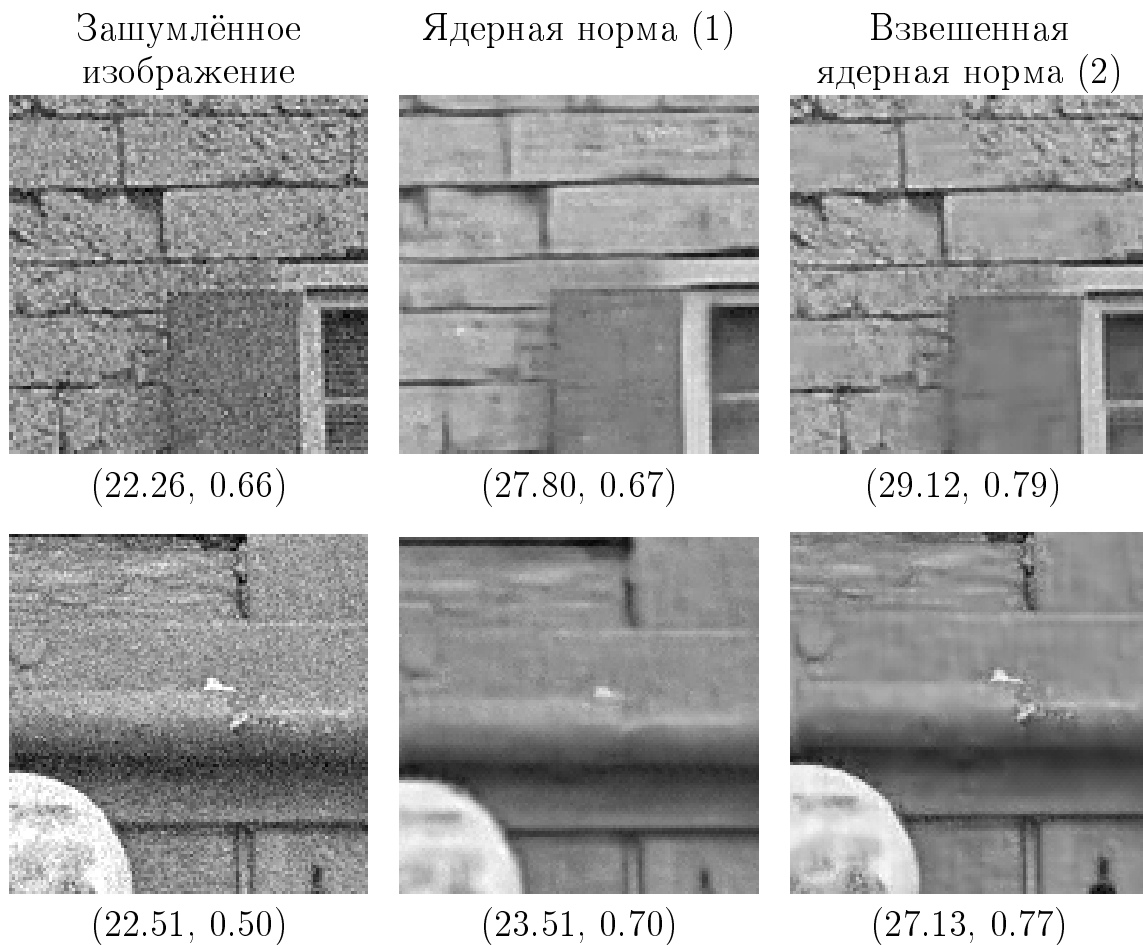 Зашумлённое
изображение
Ядерная норма (1)
Взвешенная
ядерная норма (2)
(22.26, 0.66)
(27.80, 0.67)
(29.12, 0.79)
(22.51, 0.50)
(23.51, 0.70)
(27.13, 0.77)